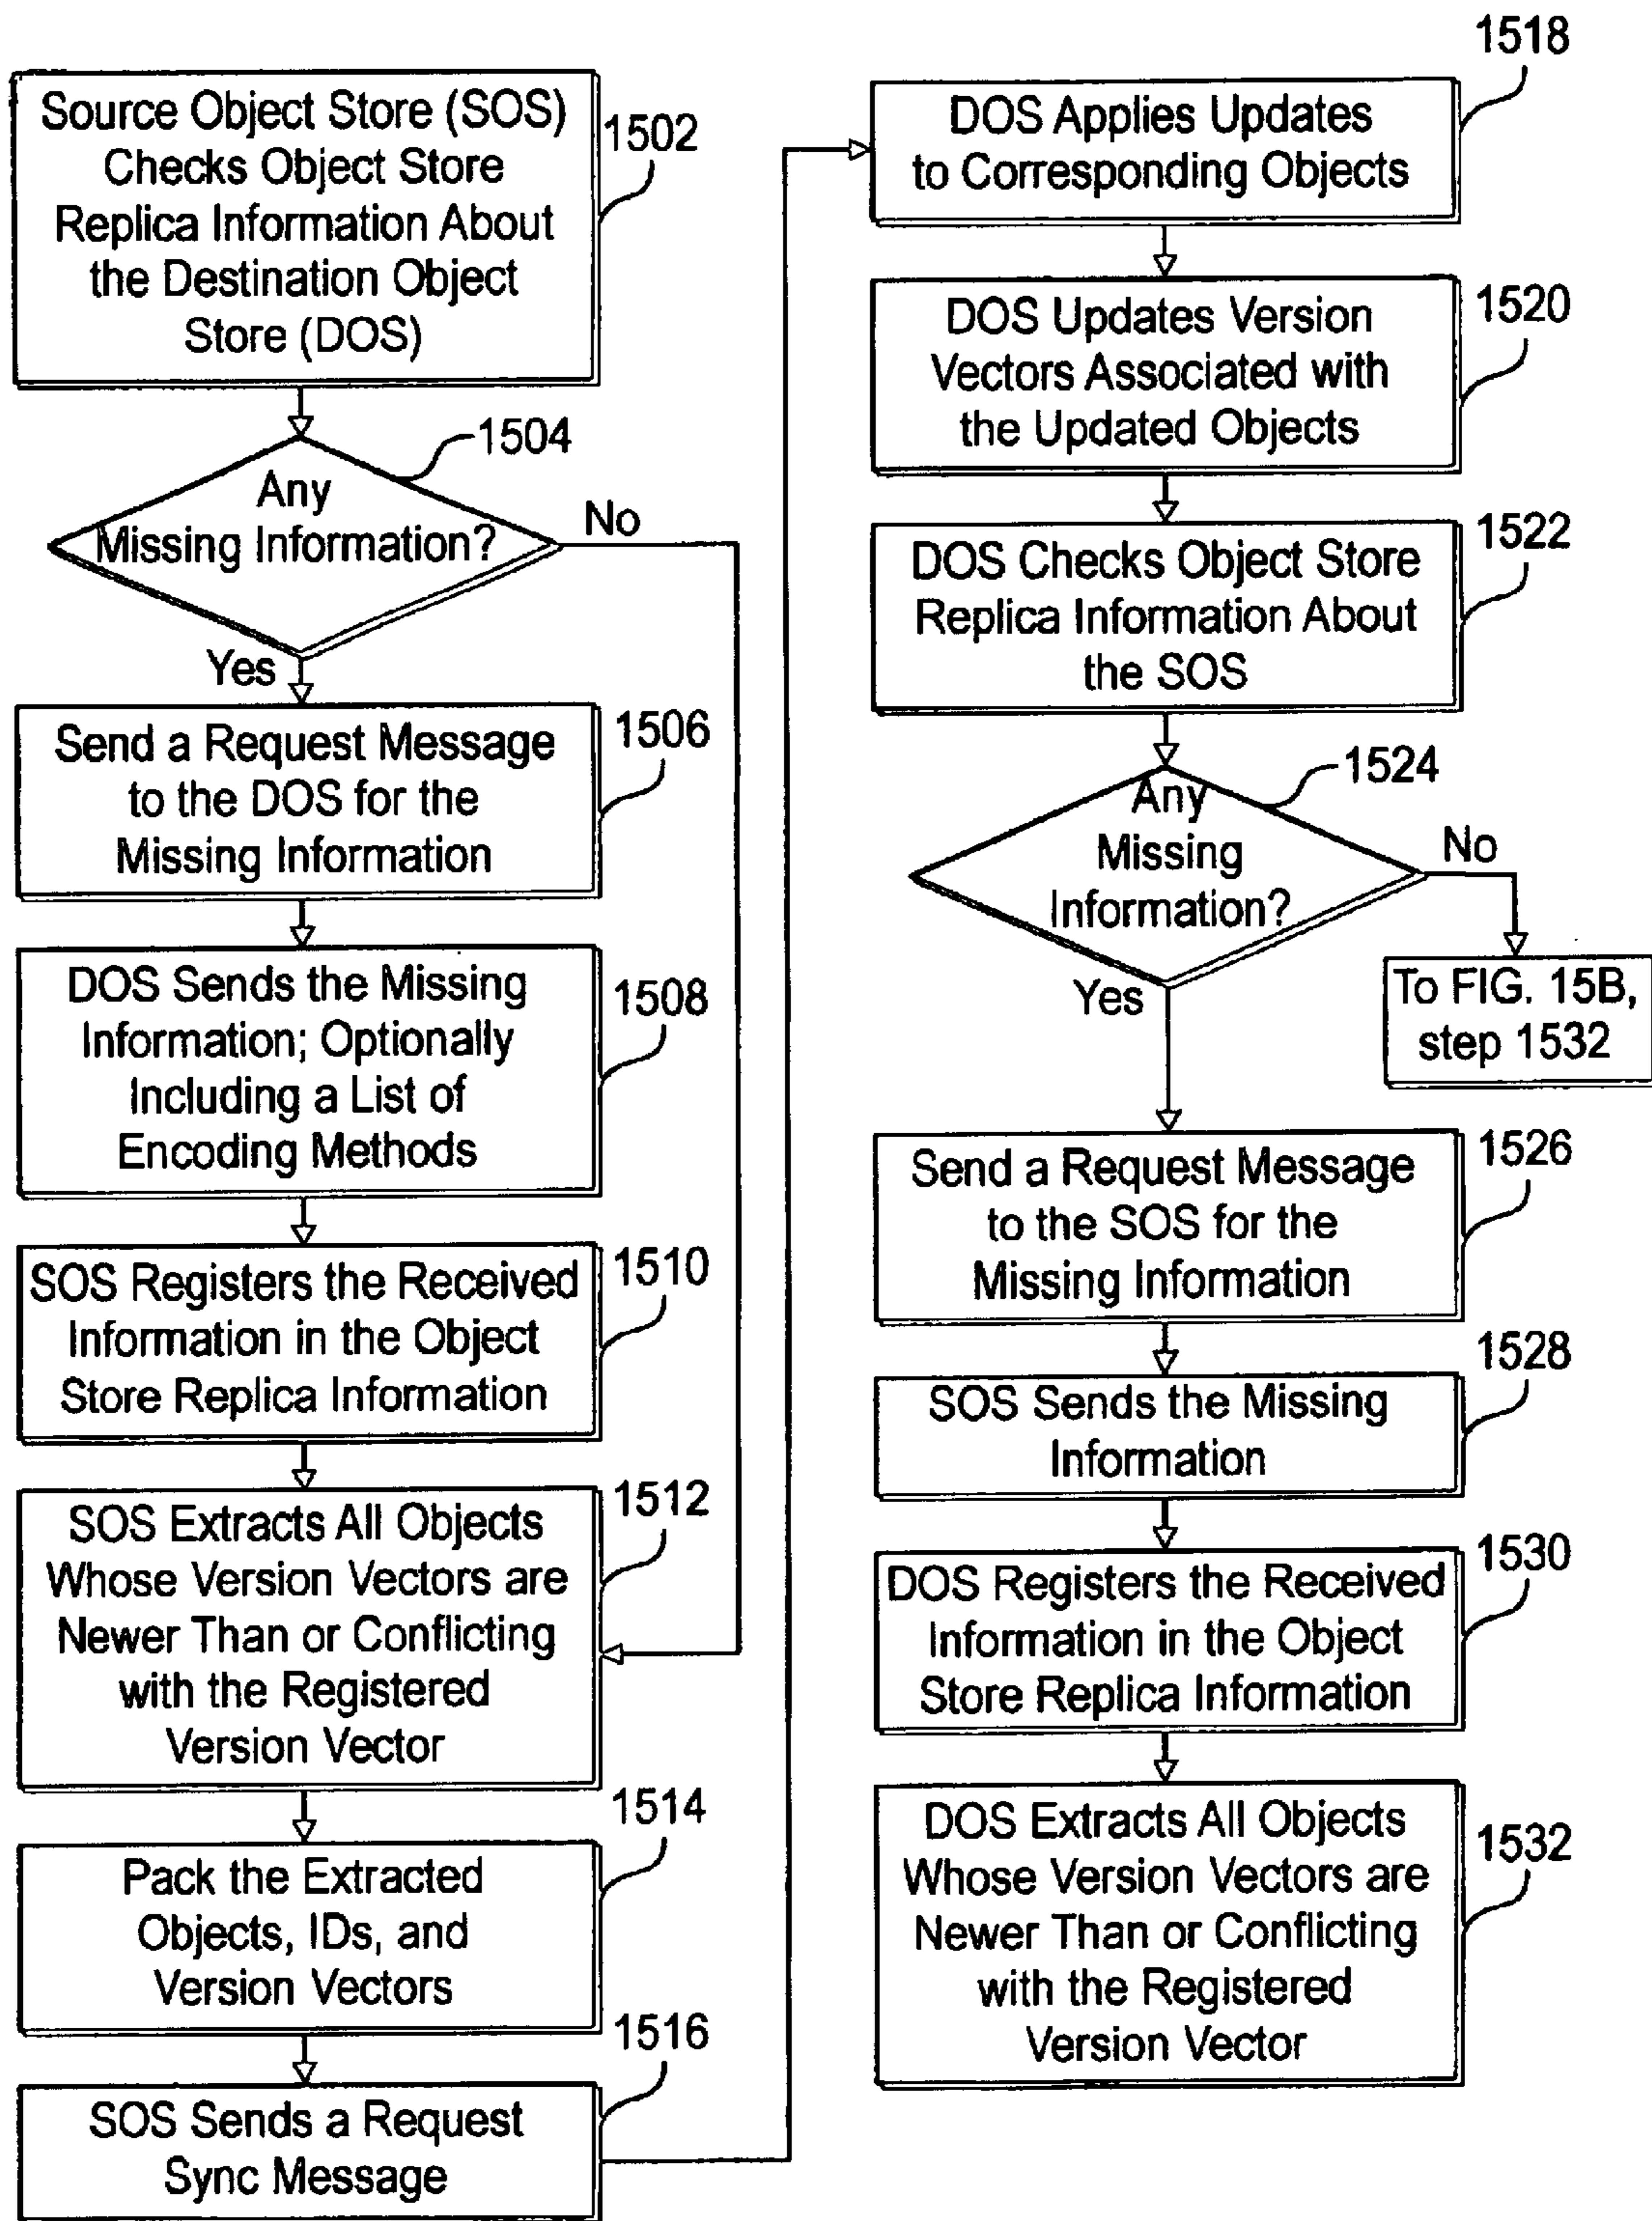 Source Object Store (SOS)
Checks Object Store
Replica Information About
the Destination Object
Store (DOS)
1502
Any
Missing Information?
1504
No
Yes
Send a Request Message
to the DOS for the
Missing Information
1506
DOS Sends the Missing
Information; Optionally
Including a List of
Encoding Methods
1508
SOS Registers the Received
Information in the Object
Store Replica Information
1510
SOS Extracts All Objects
Whose Version Vectors are
Newer Than or Conflicting
with the Registered
Version Vector
1512
Pack the Extracted
Objects, IDs, and
Version Vectors
1514
SOS Sends a Request
Sync Message
1516
DOS Applies Updates
to Corresponding Objects
1518
DOS Updates Version
Vectors Associated with
the Updated Objects
1520
DOS Checks Object Store
Replica Information About
the SOS
1522
Any
Missing
Information?
1524
No
To FIG. 15B,
step 1532
Yes
Send a Request Message
to the SOS for the
Missing Information
1526
SOS Sends the Missing
Information
1528
DOS Registers the Received
Information in the Object
Store Replica Information
1530
DOS Extracts All Objects
Whose Version Vectors are
Newer Than or Conflicting
with the Registered
Version Vector
1532